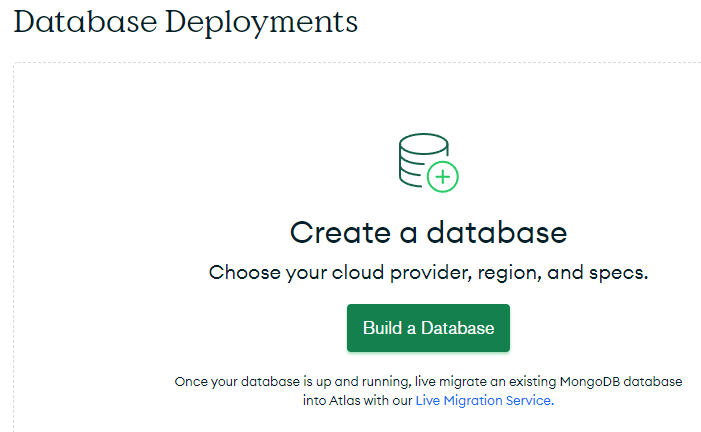 Database Deployments
Create a database
Choose your cloud provider, region, and specs.
Build a Database
Once your database is up and running, live migrate an existing MongoDB database
into Atlas with our Live Migration Service.